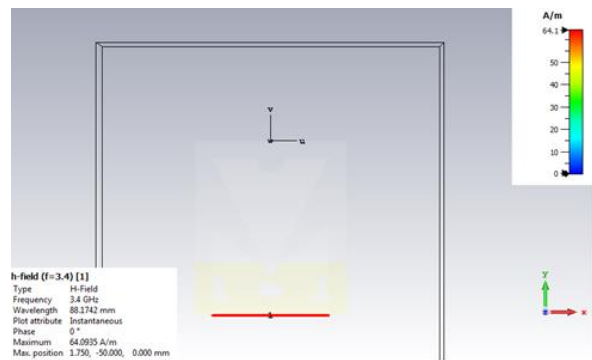 A/m
64.1
50
40
30
20
10
0
v
w u
1
h-field (f=3.4) [1]
Type H-Field
Frequency 3.4 GHz
Wavelength 88.1742 mm
Plot attribute Instantaneous
Phase 0 °
Maximum 64.0935 A/m
Max. position 1.750, -50.000, 0.000 mm
y
z x